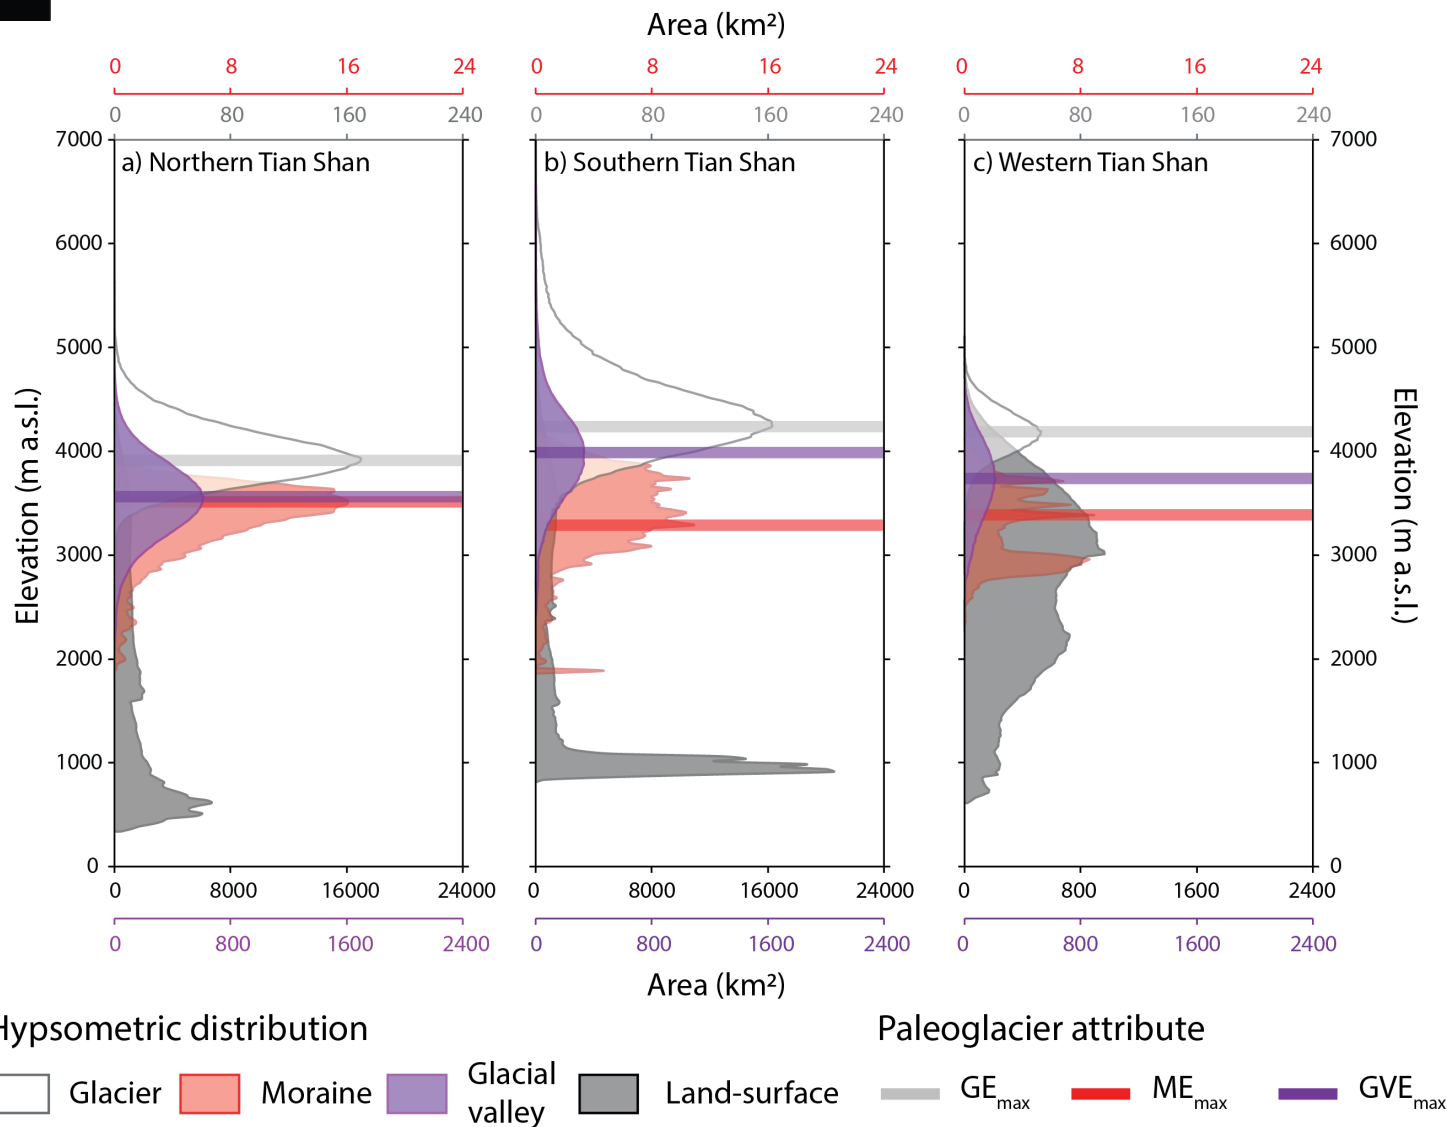 Area (km²)
0 8 16 24 0 8 16 24 0 8 16 24
0 80 160 240 0 80 160 240 0 80 160 240
7000 7000
a) Northern Tian Shan b) Southern Tian Shan c) Western Tian Shan
6000 6000
5000 5000
4000 4000
3000 3000
2000 2000
1000 1000
0 0
Elevation (m a.s.l.)
Elevation (m a.s.l.)
0 8000 16000 24000 0 8000 16000 24000 0 800 1600 2400
0 800 1600 2400 0 800 1600 2400 0 800 1600 2400
Area (km²)
Hypsometric distribution Paleoglacier attribute
Glacier Moraine Glacial valley Land-surface GEmax MEmax GVEmax